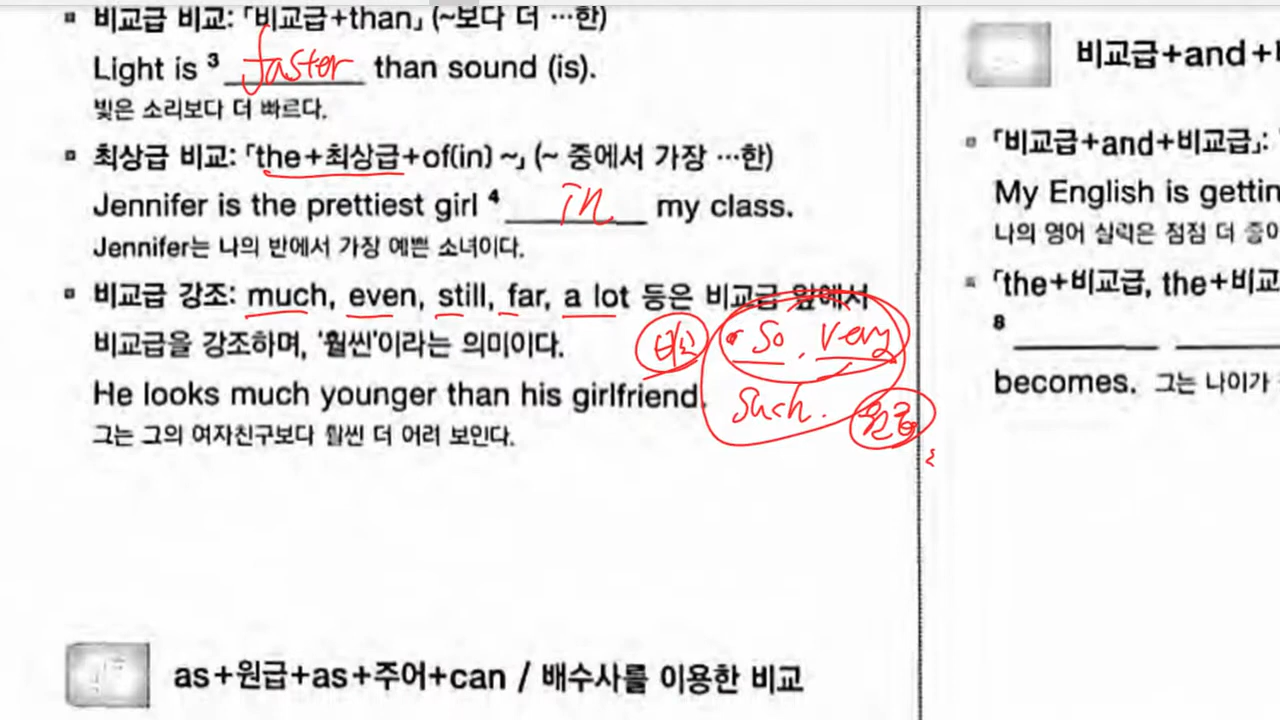 ▫ 비교급 비교: 「비교급+than」 (~보다 더 …한)
Light is ³ faster than sound (is).
빛은 소리보다 더 빠르다.
▫ 최상급 비교: 「the+최상급+of(in) ~」 (~ 중에서 가장 …한)
Jennifer is the prettiest girl ⁴ in my class.
Jennifer는 나의 반에서 가장 예쁜 소녀이다.
▫ 비교급 강조: much, even, still, far, a lot 등은 비교급 앞에서
비교급을 강조하며, '훨씬'이라는 의미이다.
so, very
He looks much younger than his girlfriend.
such.
원급
그는 그의 여자친구보다 훨씬 더 어려 보인다.
as+원급+as+주어+can / 배수사를 이용한 비교
비교급+and+
▫ 「비교급+and+비교급」:
My English is gettin
나의 영어 실력은 점점 더 좋아
「the+비교급, the+비교
8
becomes. 그는 나이가